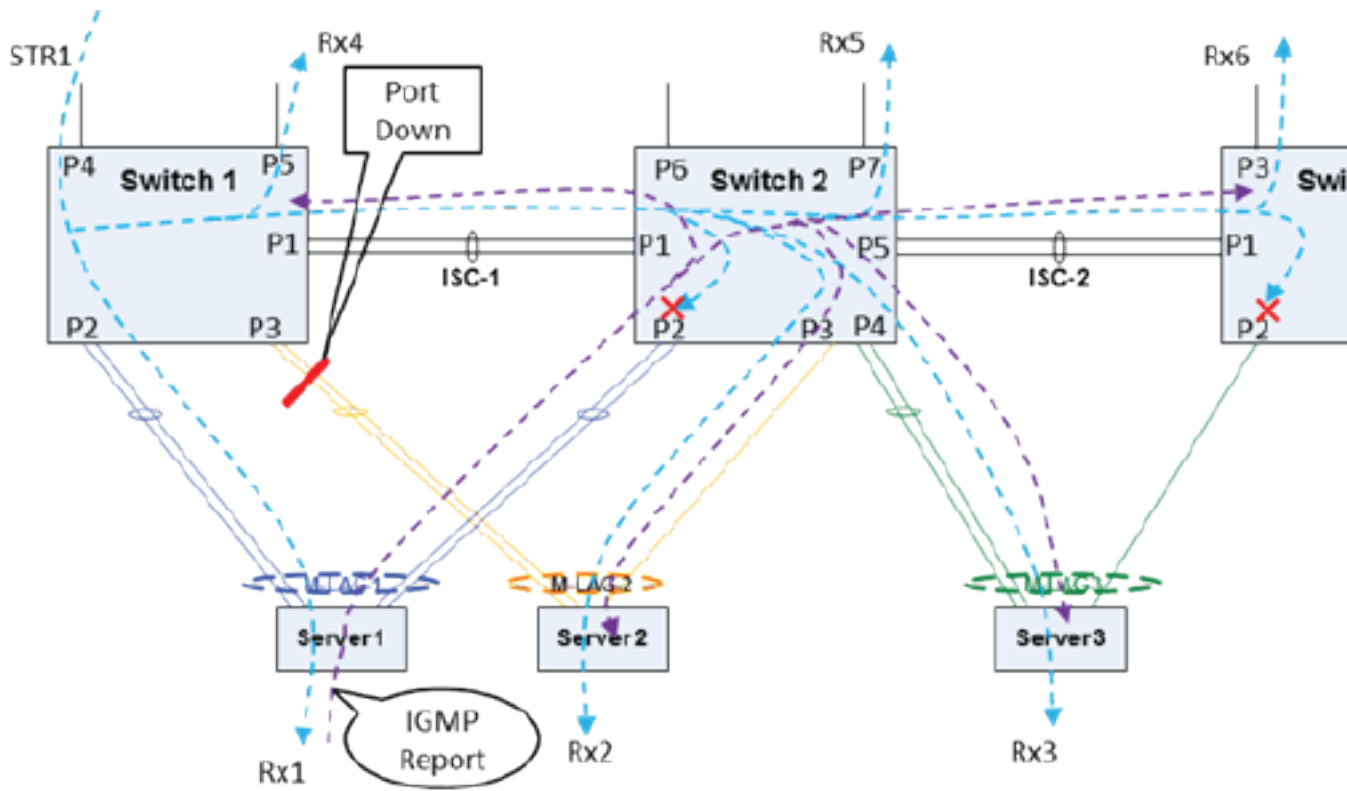 STR1
Rx4
Rx5
Rx6
Port
Down
P4
P5
Switch 1
P6
P7
Switch 2
P3
Swi
P1
ISC-1
P1
P5
ISC-2
P1
P2
P3
P2
P3
P4
P2
M-LAG 2
Server1
Server2
Server3
IGMP
Report
Rx1
Rx2
Rx3